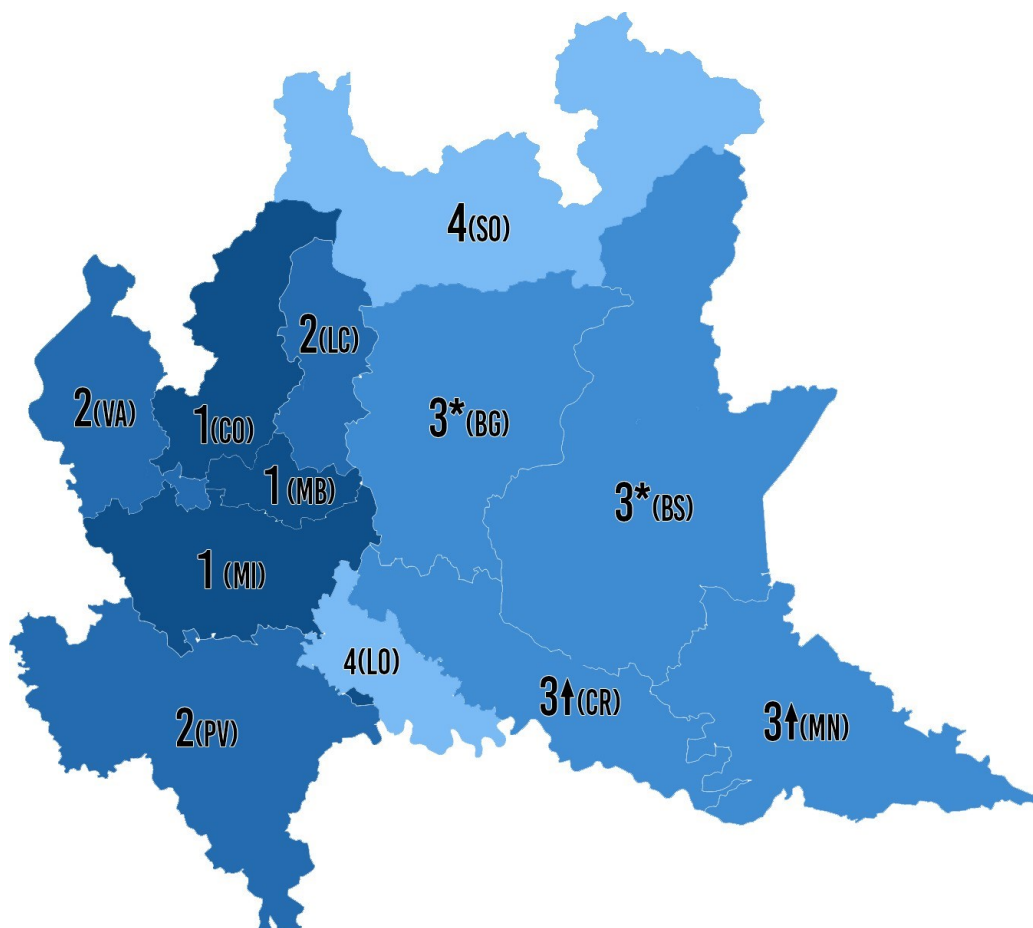 4(SO)
2(LC)
2(VA)
1(CO)
3*(BG)
1 (MB)
3*(BS)
1 (MI)
4(LO)
3↑(CR)
2(PV)
3↑(MN)